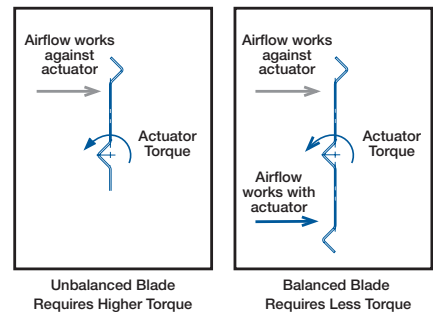 Airflow works
against
actuator
Actuator
Torque
Unbalanced Blade
Requires Higher Torque
Airflow works
against
actuator
Actuator
Torque
Airflow
works with
actuator
Balanced Blade
Requires Less Torque